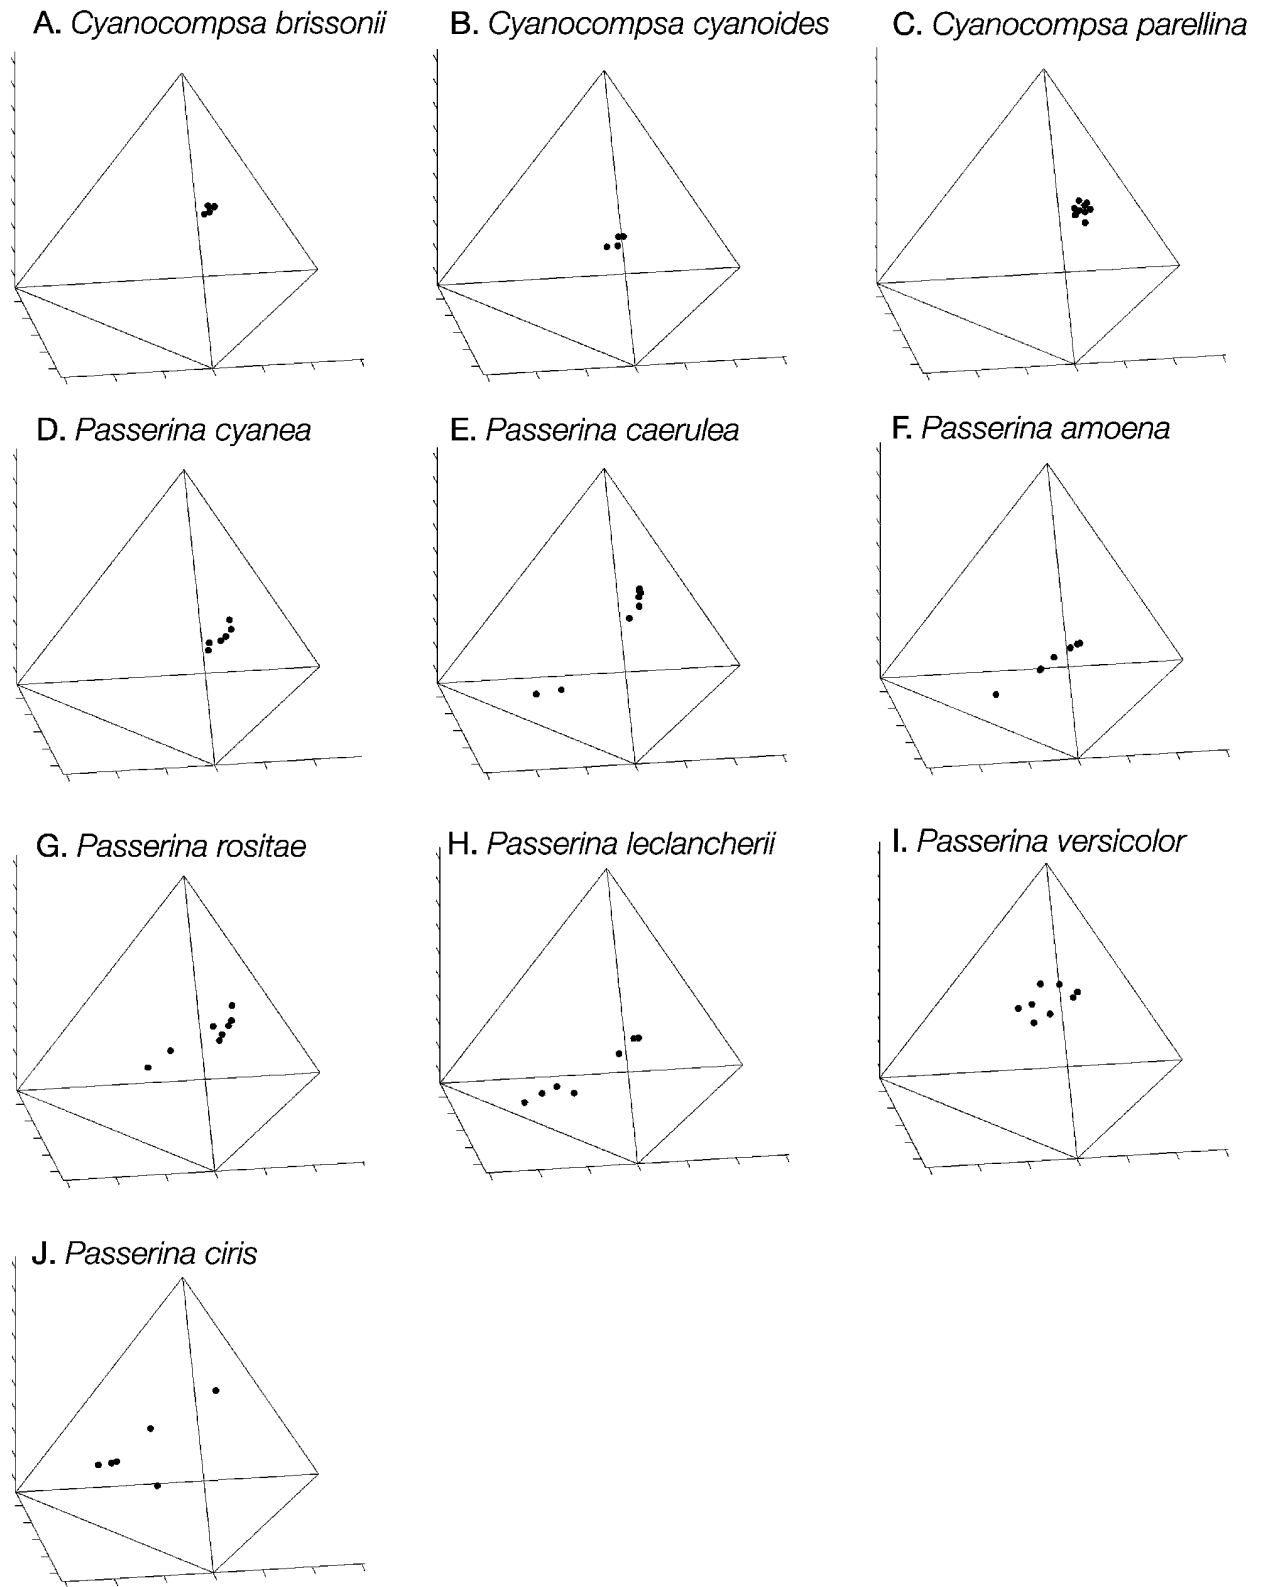 A. Cyanocompsa brissonii
B. Cyanocompsa cyanoides
C. Cyanocompsa parellina
D. Passerina cyanea
E. Passerina caerulea
F. Passerina amoena
G. Passerina rositae
H. Passerina leclancherii
I. Passerina versicolor
J. Passerina ciris